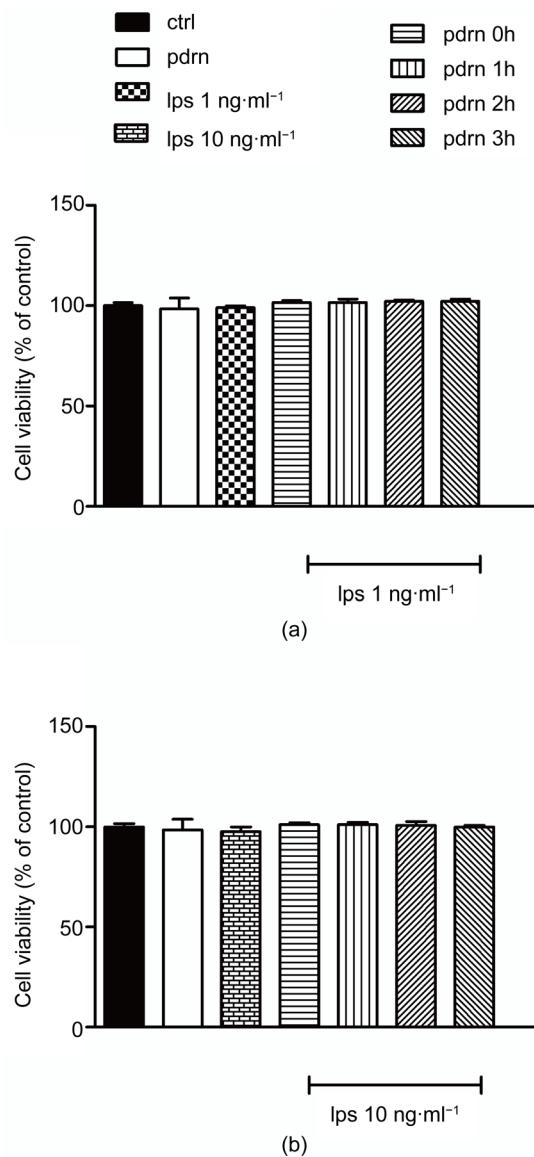 ctrl
pdrn
lps 1 ng·ml⁻¹
lps 10 ng·ml⁻¹
pdrn 0h
pdrn 1h
pdrn 2h
pdrn 3h
Cell viability (% of control)
150
100
50
0
lps 1 ng·ml⁻¹
(a)
Cell viability (% of control)
150
100
50
0
lps 10 ng·ml⁻¹
(b)